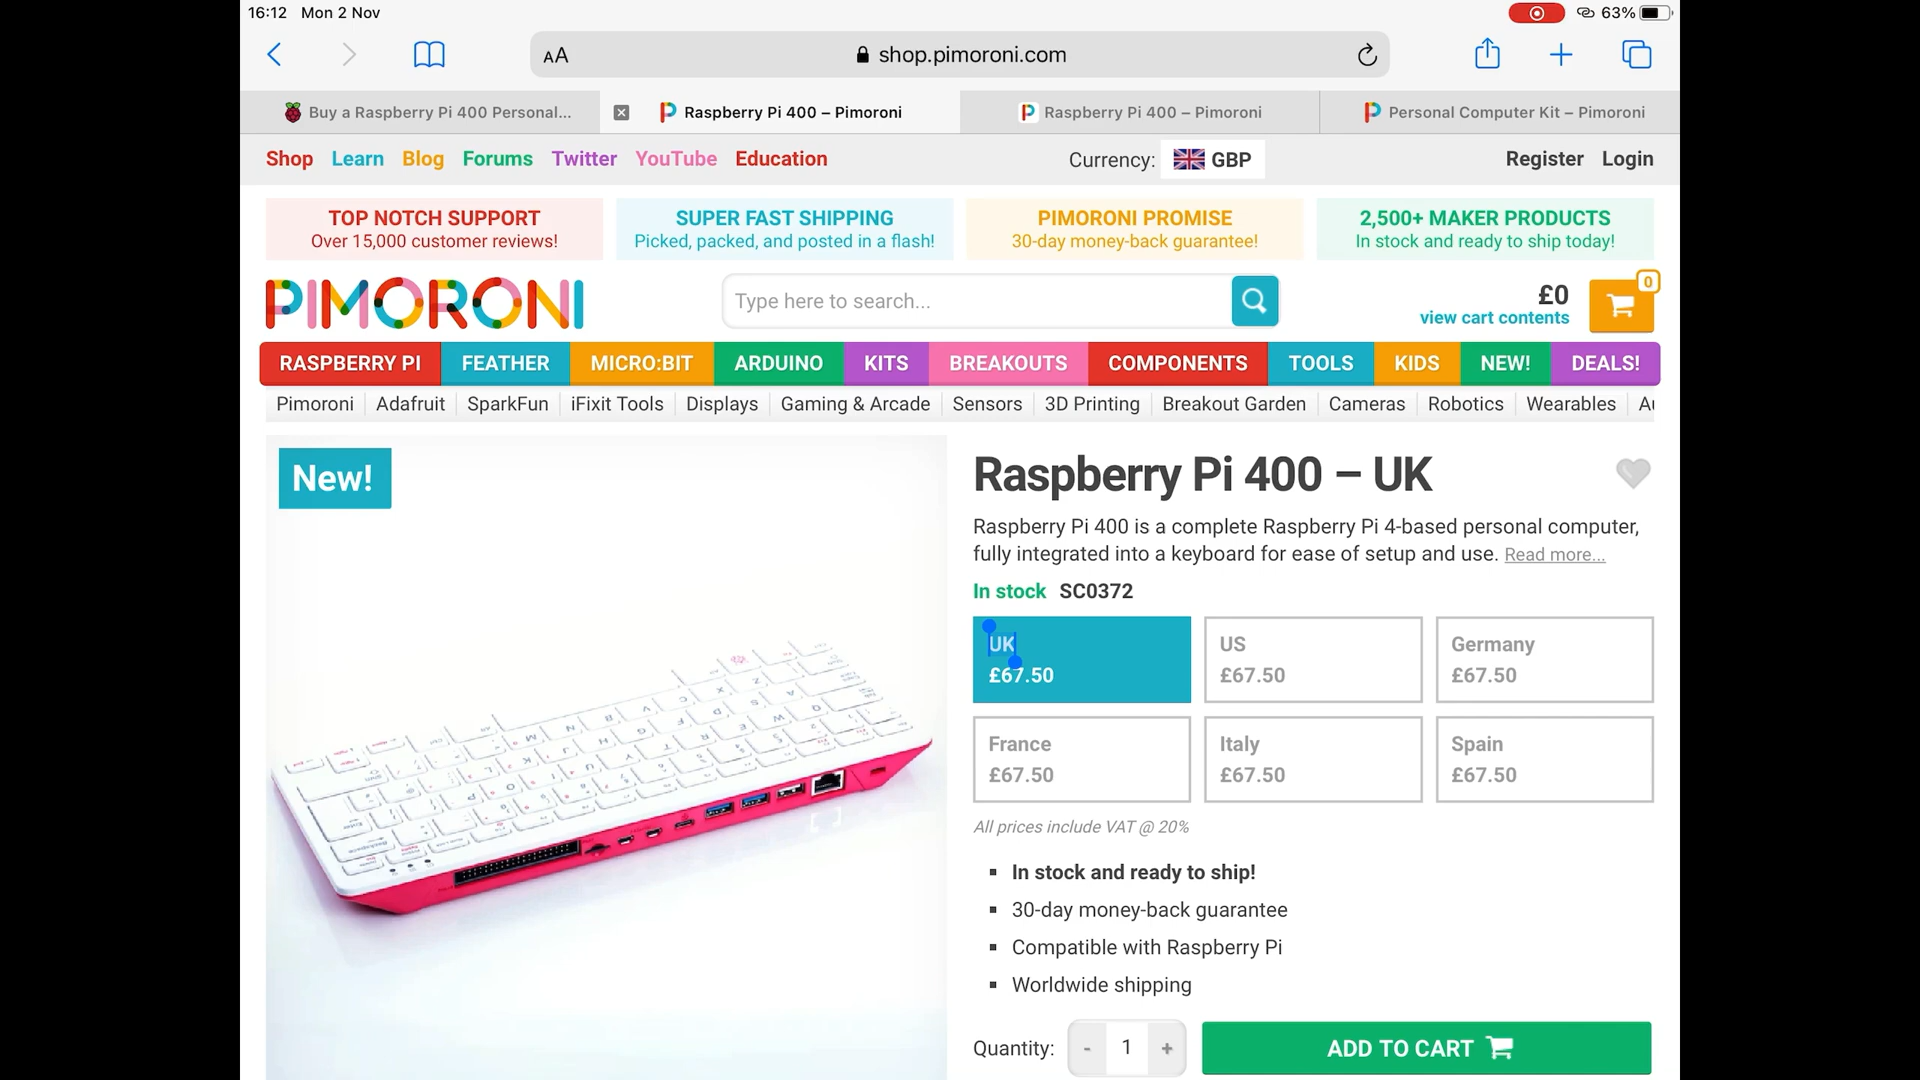 16:12 Mon 2 Nov
63%
AA shop.pimoroni.com
Buy a Raspberry Pi 400 Personal...
Raspberry Pi 400 – Pimoroni
Raspberry Pi 400 – Pimoroni
Personal Computer Kit – Pimoroni
Shop Learn Blog Forums Twitter YouTube Education
Currency: GBP
Register Login
TOP NOTCH SUPPORT
Over 15,000 customer reviews!
SUPER FAST SHIPPING
Picked, packed, and posted in a flash!
PIMORONI PROMISE
30-day money-back guarantee!
2,500+ MAKER PRODUCTS
In stock and ready to ship today!
PIMORONI
Type here to search...
£0
view cart contents
0
RASPBERRY PI FEATHER MICRO:BIT ARDUINO KITS BREAKOUTS COMPONENTS TOOLS KIDS NEW! DEALS!
Pimoroni Adafruit SparkFun iFixit Tools Displays Gaming & Arcade Sensors 3D Printing Breakout Garden Cameras Robotics Wearables
New!
Raspberry Pi 400 – UK
Raspberry Pi 400 is a complete Raspberry Pi 4-based personal computer,
fully integrated into a keyboard for ease of setup and use. Read more...
In stock SC0372
UK
£67.50
US
£67.50
Germany
£67.50
France
£67.50
Italy
£67.50
Spain
£67.50
All prices include VAT @ 20%
▪ In stock and ready to ship!
▪ 30-day money-back guarantee
▪ Compatible with Raspberry Pi
▪ Worldwide shipping
Quantity: - 1 +
ADD TO CART